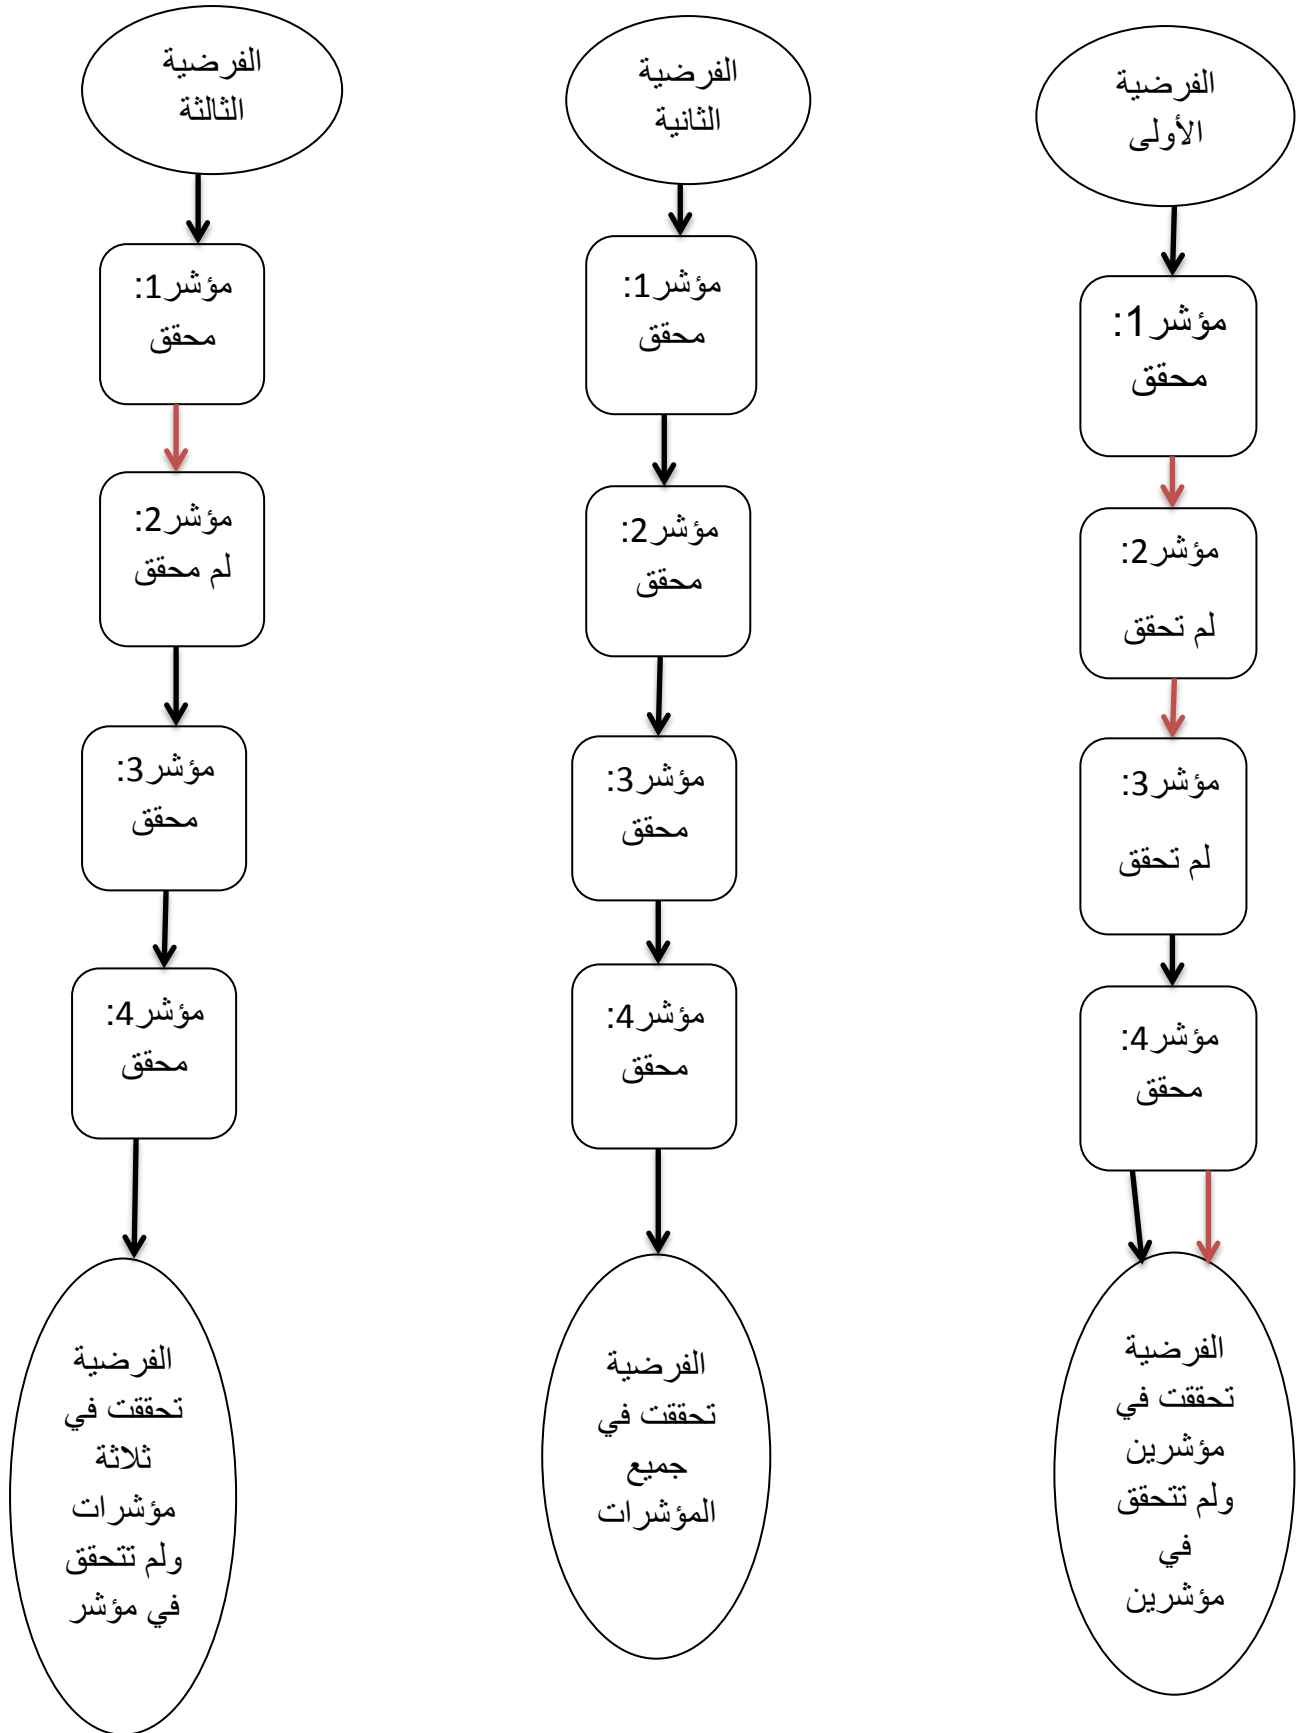 الفرضية
الأولى
مؤشر1:
محقق
مؤشر2:
لم تحقق
مؤشر3:
لم تحقق
مؤشر4:
محقق
الفرضية
تحققت في
مؤشرين
ولم تتحقق
في
مؤشرين
الفرضية
الثانية
مؤشر1:
محقق
مؤشر2:
محقق
مؤشر3:
محقق
مؤشر4:
محقق
الفرضية
تحققت في
جميع
المؤشرات
الفرضية
الثالثة
مؤشر1:
محقق
مؤشر2:
لم محقق
مؤشر3:
محقق
مؤشر4:
محقق
الفرضية
تحققت في
ثلاثة
مؤشرات
ولم تتحقق
في مؤشر